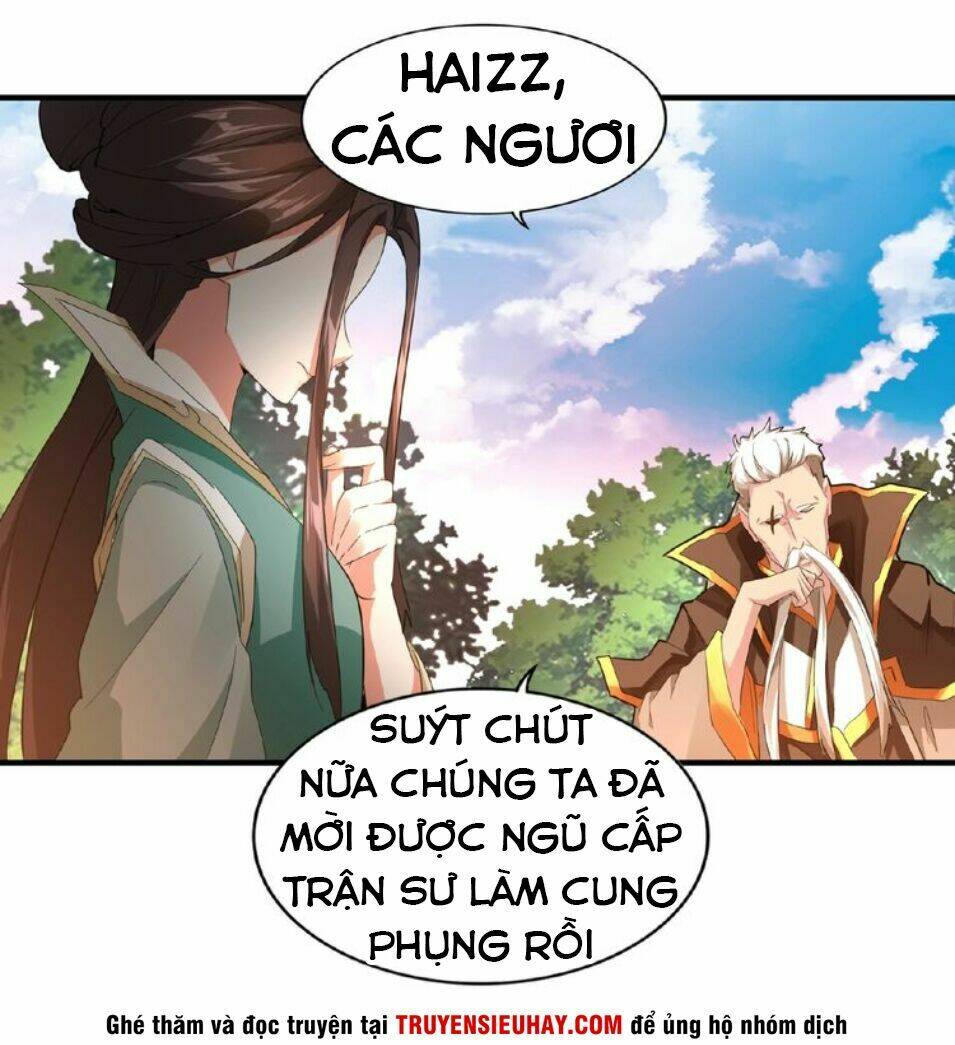 HAIZZ,
CÁC NGƯƠI
SUÝT CHÚT
NỮA CHÚNG TA ĐÃ
MỜI ĐƯỢC NGŨ CẤP
TRẬN SƯ LÀM CUNG
PHỤNG RỒI
Ghé thăm và đọc truyện tại TRUYENSIEUHAY.COM để ủng hộ nhóm dịch